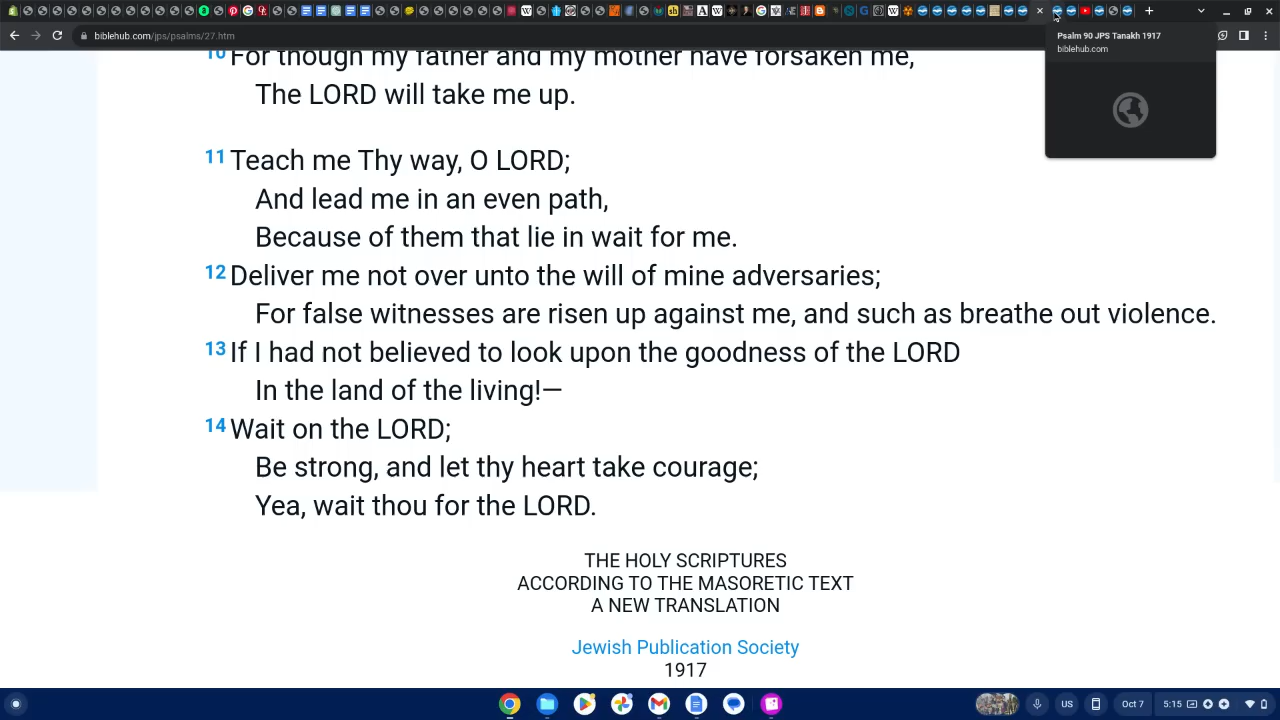 biblehub.com/jps/psalms/27.htm
Psalm 90 JPS Tanakh 1917
biblehub.com
10 For though my father and my mother have forsaken me,
The LORD will take me up.
11 Teach me Thy way, O LORD;
And lead me in an even path,
Because of them that lie in wait for me.
12 Deliver me not over unto the will of mine adversaries;
For false witnesses are risen up against me, and such as breathe out violence.
13 If I had not believed to look upon the goodness of the LORD
In the land of the living!—
14 Wait on the LORD;
Be strong, and let thy heart take courage;
Yea, wait thou for the LORD.
THE HOLY SCRIPTURES
ACCORDING TO THE MASORETIC TEXT
A NEW TRANSLATION
Jewish Publication Society
1917
US
Oct 7
5:15